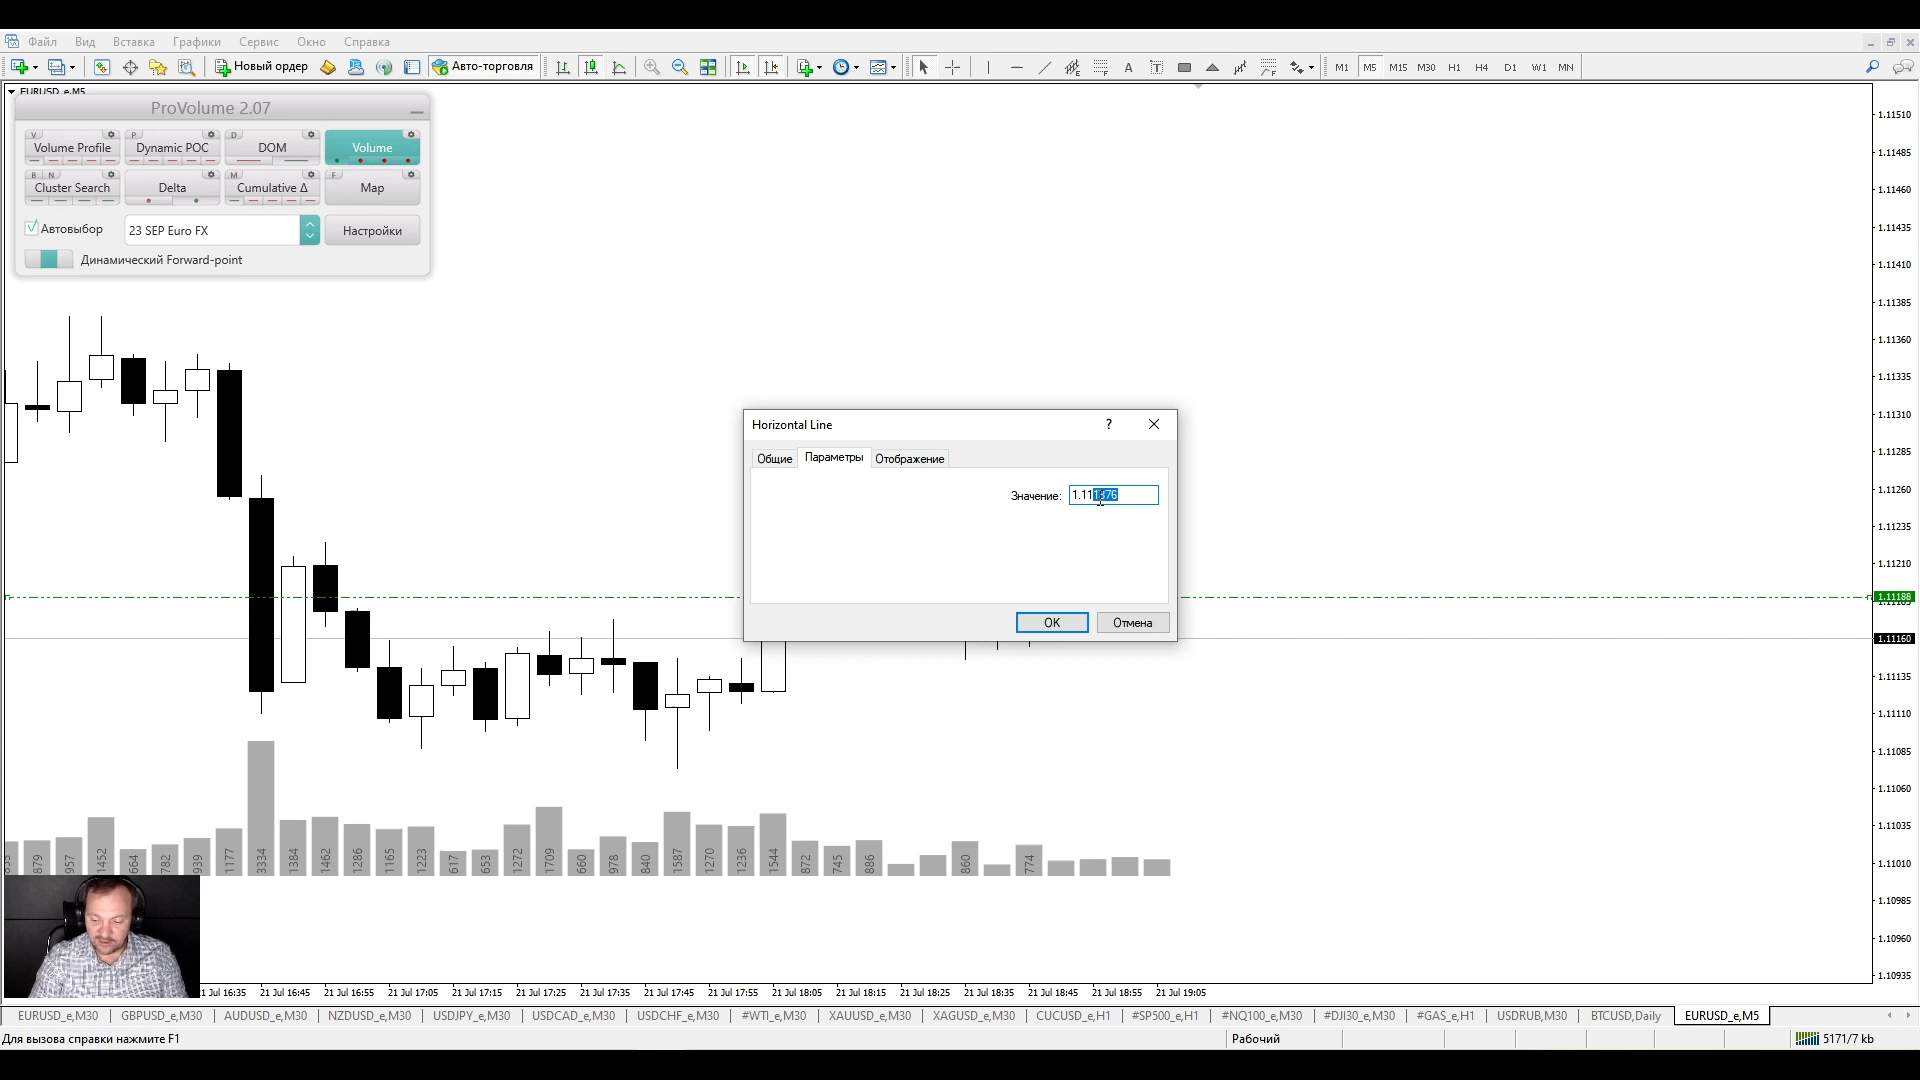 Файл Вид Вставка Графики Сервис Окно Справка
Новый ордер Авто-торговля A T M1 M5 M15 M30 H1 H4 D1 W1 MN
EURUSD_e,M5
ProVolume 2.07
V P D
Volume Profile Dynamic POC DOM Volume
B N M F
Cluster Search Delta Cumulative Δ Map
Автовыбор 23 SEP Euro FX Настройки
Динамический Forward-point
Horizontal Line ?
Общие Параметры Отображение
Значение: 1.111876
OK Отмена
1.11510
1.11485
1.11460
1.11435
1.11410
1.11385
1.11360
1.11335
1.11310
1.11285
1.11260
1.11235
1.11210
1.11188
1.11160
1.11135
1.11110
1.11085
1.11060
1.11035
1.11010
1.10985
1.10960
1.10935
879 957 1452 664 782 939 1177 3334 1384 1462 1286 1165 1223 617 653 1272 1709 660 978 840 1587 1270 1236 1544 872 745 886 860 774
21 Jul 16:35 21 Jul 16:45 21 Jul 16:55 21 Jul 17:05 21 Jul 17:15 21 Jul 17:25 21 Jul 17:35 21 Jul 17:45 21 Jul 17:55 21 Jul 18:05 21 Jul 18:15 21 Jul 18:25 21 Jul 18:35 21 Jul 18:45 21 Jul 18:55 21 Jul 19:05
EURUSD_e,M30 GBPUSD_e,M30 AUDUSD_e,M30 NZDUSD_e,M30 USDJPY_e,M30 USDCAD_e,M30 USDCHF_e,M30 #WTI_e,M30 XAUUSD_e,M30 XAGUSD_e,M30 CUCUSD_e,H1 #SP500_e,H1 #NQ100_e,M30 #DJI30_e,M30 #GAS_e,H1 USDRUB,M30 BTCUSD,Daily EURUSD_e,M5
Для вызова справки нажмите F1 Рабочий 5171/7 kb